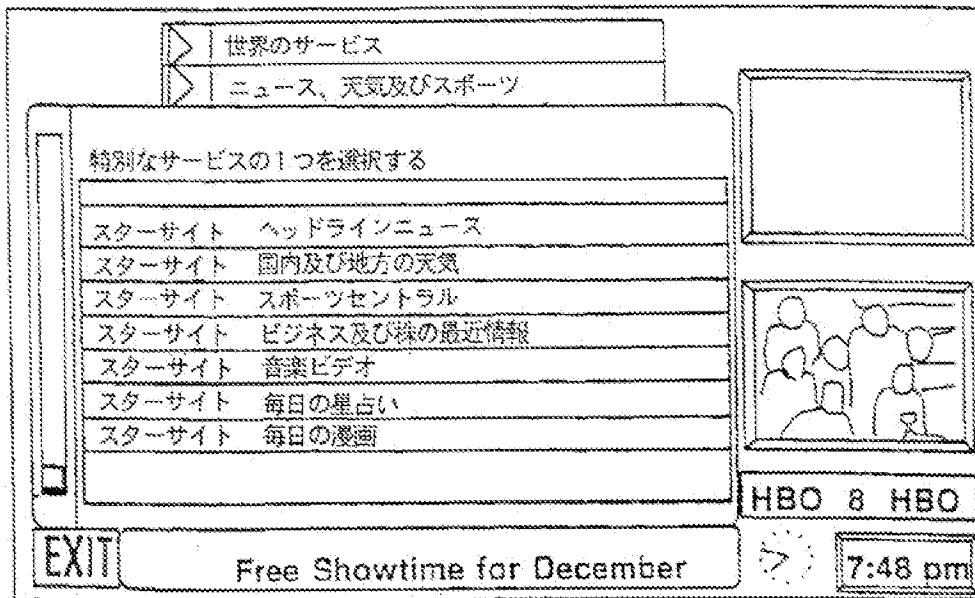 世界のサービス
ニュース、天気及びスポーツ
特別なサービスの1つを選択する
スターサイト ヘッドラインニュース
スターサイト 国内及び地方の天気
スターサイト スポーツセントラル
スターサイト ビジネス及び株の最近情報
スターサイト 音楽ビデオ
スターサイト 毎日の星占い
スターサイト 毎日の漫画
HBO 8 HBO
EXIT
Free Showtime for December
7:48 pm